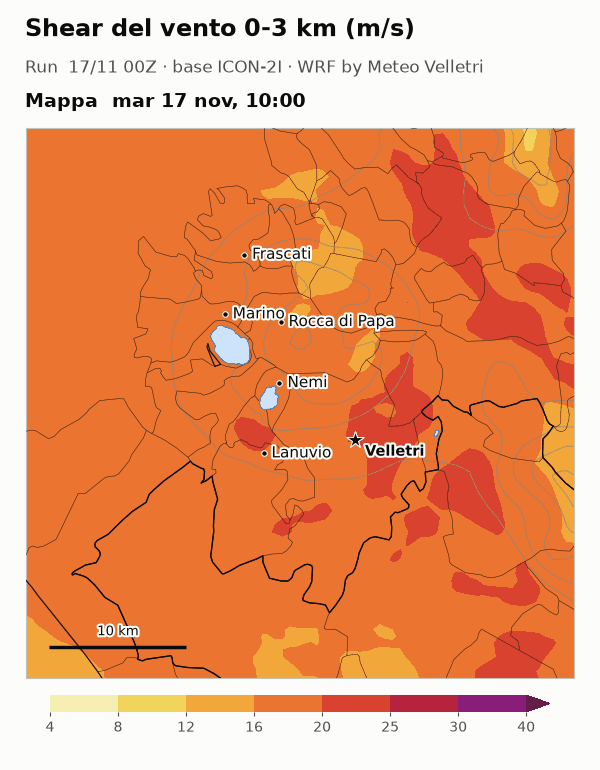 Shear del vento 0-3 km (m/s)
Run  17/11 00Z · base ICON-2I · WRF by Meteo Velletri
Mappa  mar 17 nov, 10:00
Frascati
Marino
Rocca di Papa
Nemi
Velletri
Lanuvio
10 km
4 8 12 16 20 25 30 40